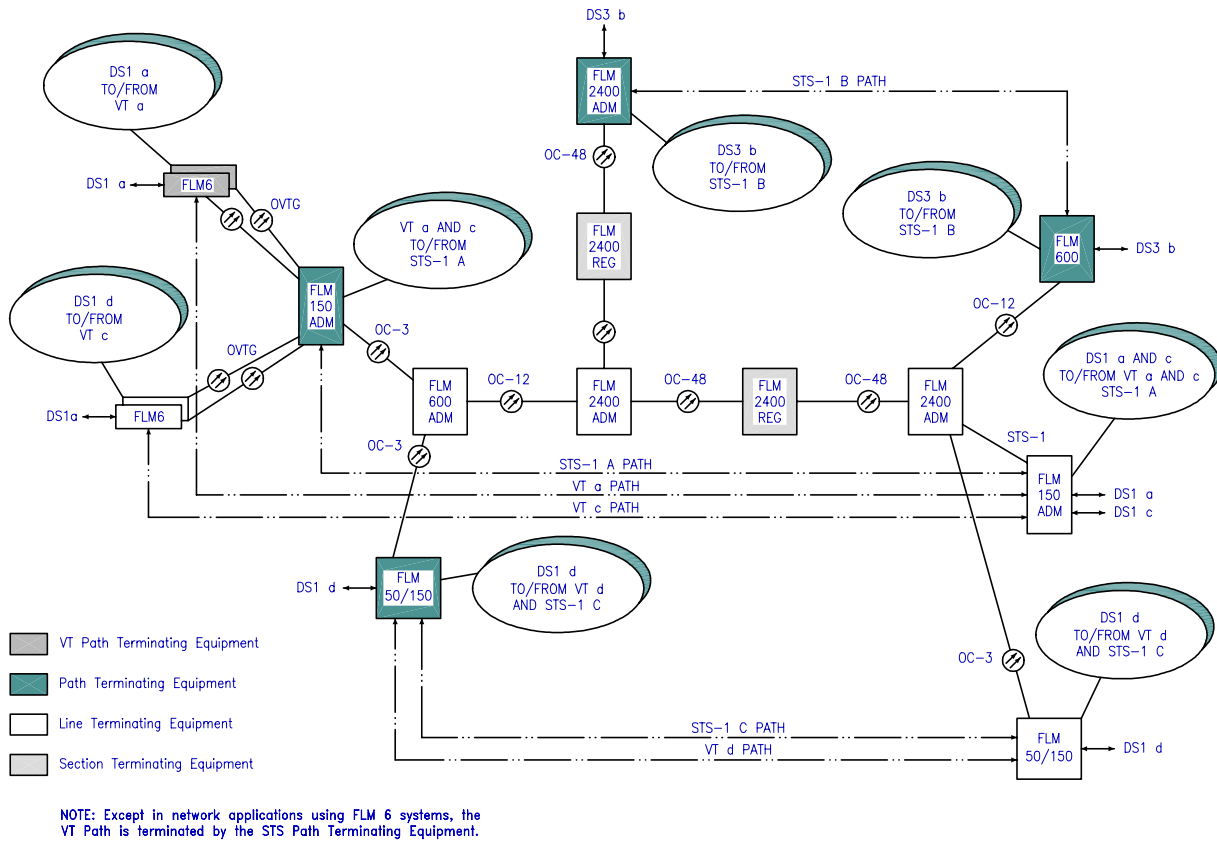 DS3 b
DS1 a
TO/FROM
VT a
FLM
2400
ADM
STS-1 B PATH
OC-48
DS3 b
TO/FROM
STS-1 B
DS1 a
FLM6
OVTG
DS3 b
TO/FROM
STS-1 B
VT a AND c
TO/FROM
STS-1 A
FLM
2400
REG
FLM
600
DS3 b
DS1 d
TO/FROM
VT c
FLM
150
ADM
OC-3
OC-12
OVTG
DS1 a AND c
TO/FROM VT a AND c
STS-1 A
FLM
600
ADM
OC-12
FLM
2400
ADM
OC-48
FLM
2400
REG
OC-48
FLM
2400
ADM
DS1a
FLM6
OC-3
STS-1
STS-1 A PATH
VT a PATH
VT c PATH
FLM
150
ADM
DS1 a
DS1 c
DS1 d
FLM
50/150
DS1 d
TO/FROM VT d
AND STS-1 C
DS1 d
TO/FROM VT d
AND STS-1 C
OC-3
VT Path Terminating Equipment
Path Terminating Equipment
Line Terminating Equipment
Section Terminating Equipment
STS-1 C PATH
VT d PATH
FLM
50/150
DS1 d
NOTE: Except in network applications using FLM 6 systems, the
VT Path is terminated by the STS Path Terminating Equipment.